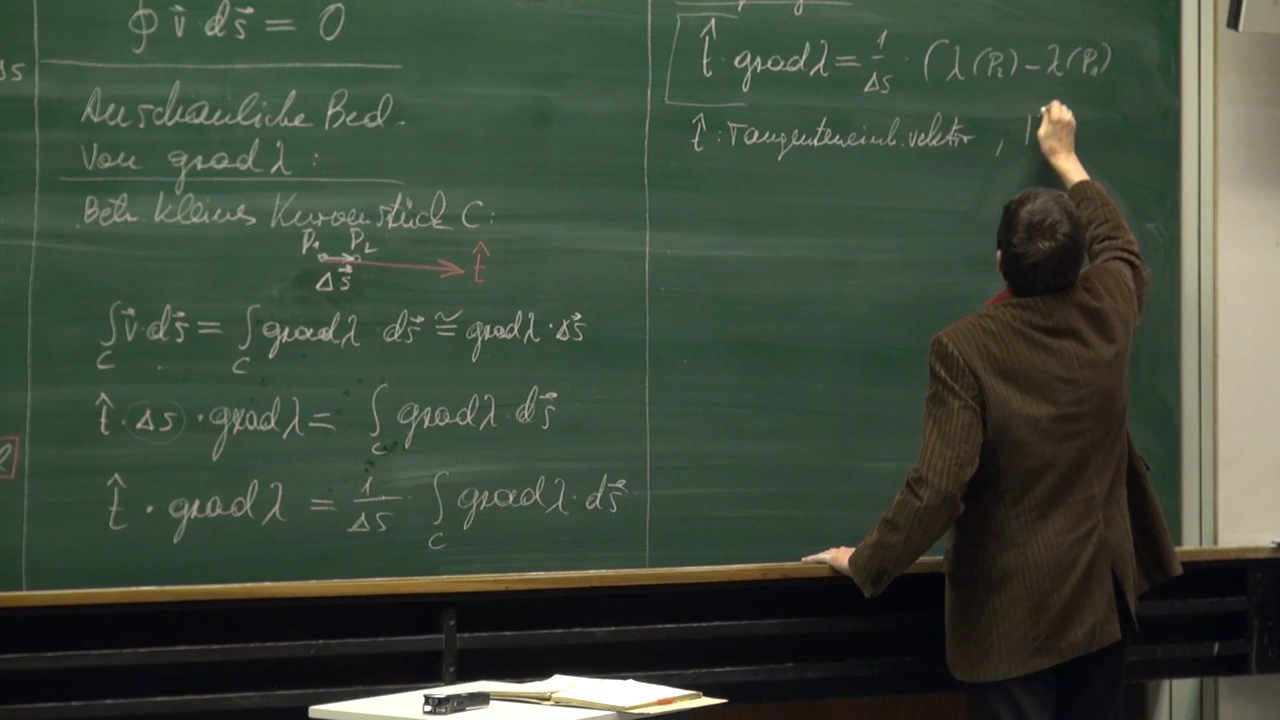 ∮ v⃗ · ds⃗ = 0
Δs
Anschauliche Bed.
Von grad λ :
Betr. kleines Kurvenstück C:
P₁ P₂
t̂
Δs⃗
∫_C v⃗ · ds⃗ = ∫_C grad λ · ds⃗ ≅ grad λ · Δs⃗
t̂ · Δs · grad λ = ∫_C grad λ · ds⃗
t̂ · grad λ = 1/Δs · ∫_C grad λ · ds⃗
t̂ · grad λ = 1/Δs · (λ(P₂) − λ(P₁)
t̂ : Tangenteneinh.vektor , |